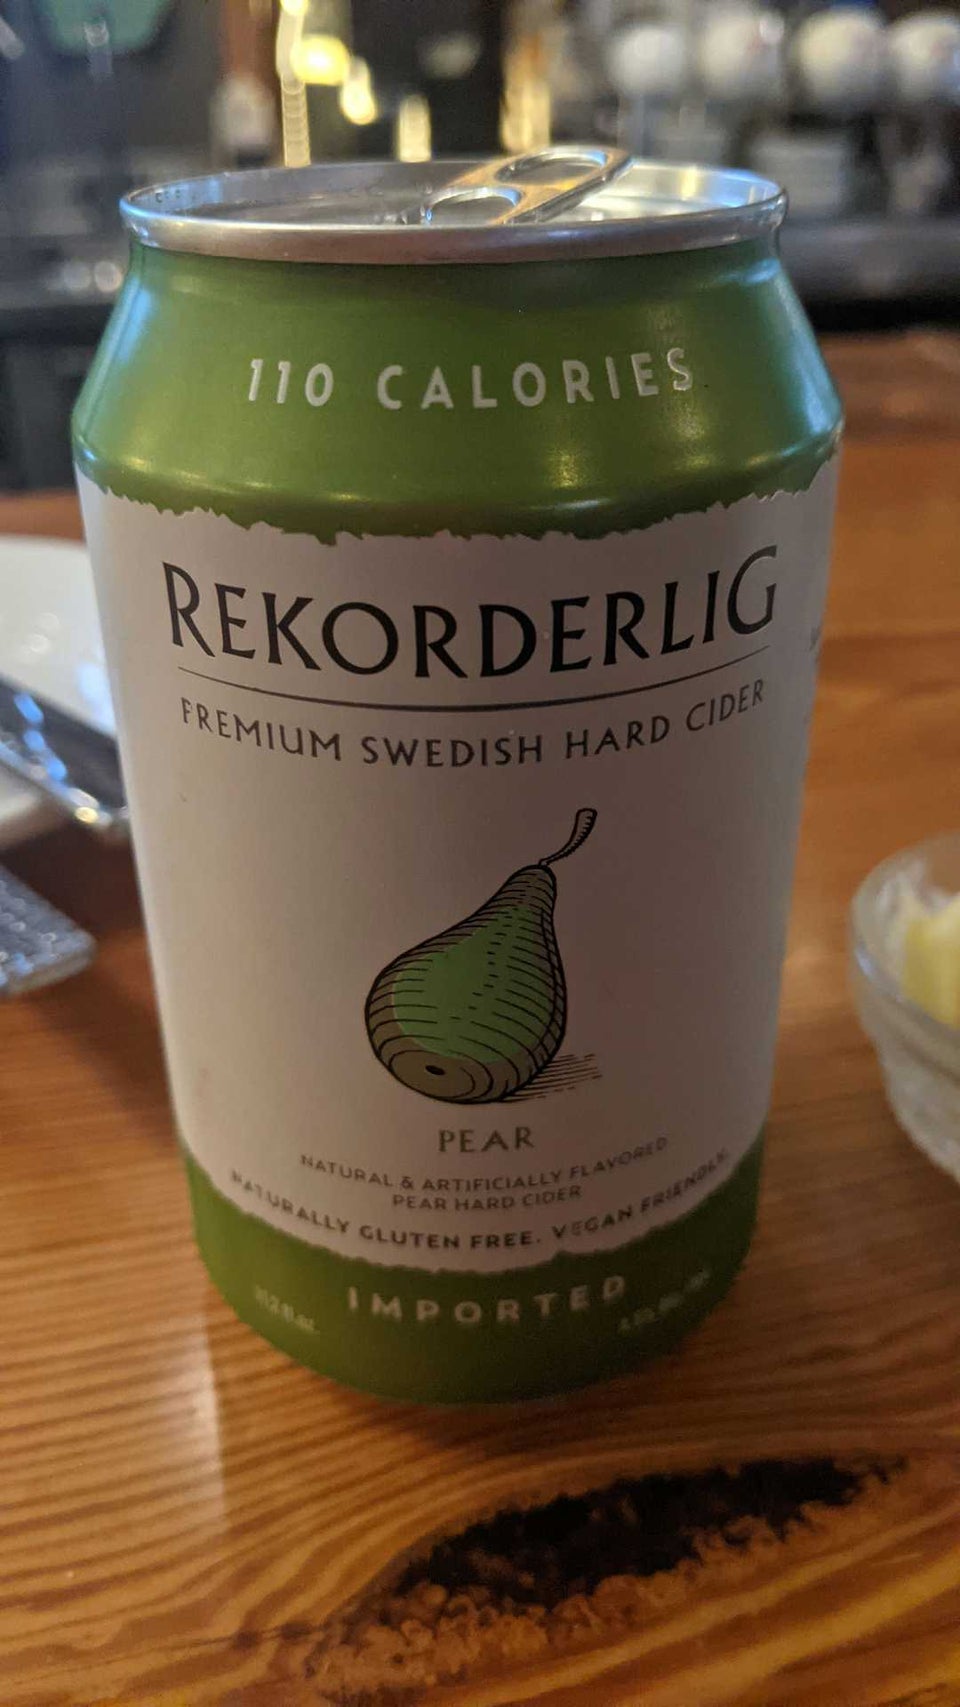 110 CALORIES
REKORDERLIG
PREMIUM SWEDISH HARD CIDER
PEAR
NATURAL & ARTIFICIALLY FLAVORED
PEAR HARD CIDER
NATURALLY GLUTEN FREE. VEGAN FRIENDLY.
IMPORTED